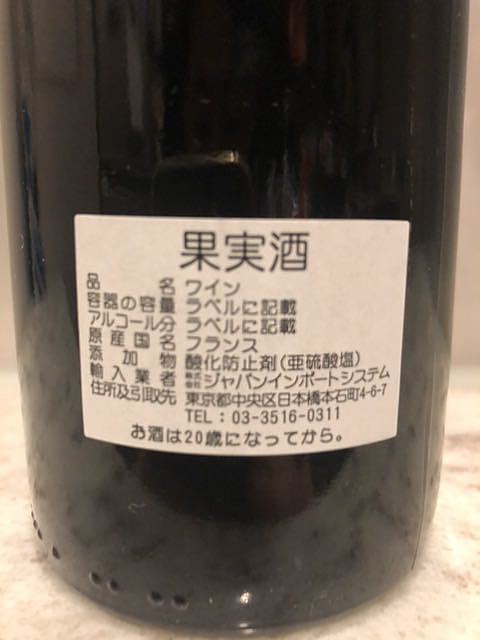 果実酒
品名 ワイン
容器の容量 ラベルに記載
アルコール分 ラベルに記載
原産国名 フランス
添加物 酸化防止剤(亜硫酸塩)
輸入業者 株式会社ジャパンインポートシステム
住所及引取先 東京都中央区日本橋本石町4-6-7
TEL:03-3516-0311
お酒は20歳になってから。